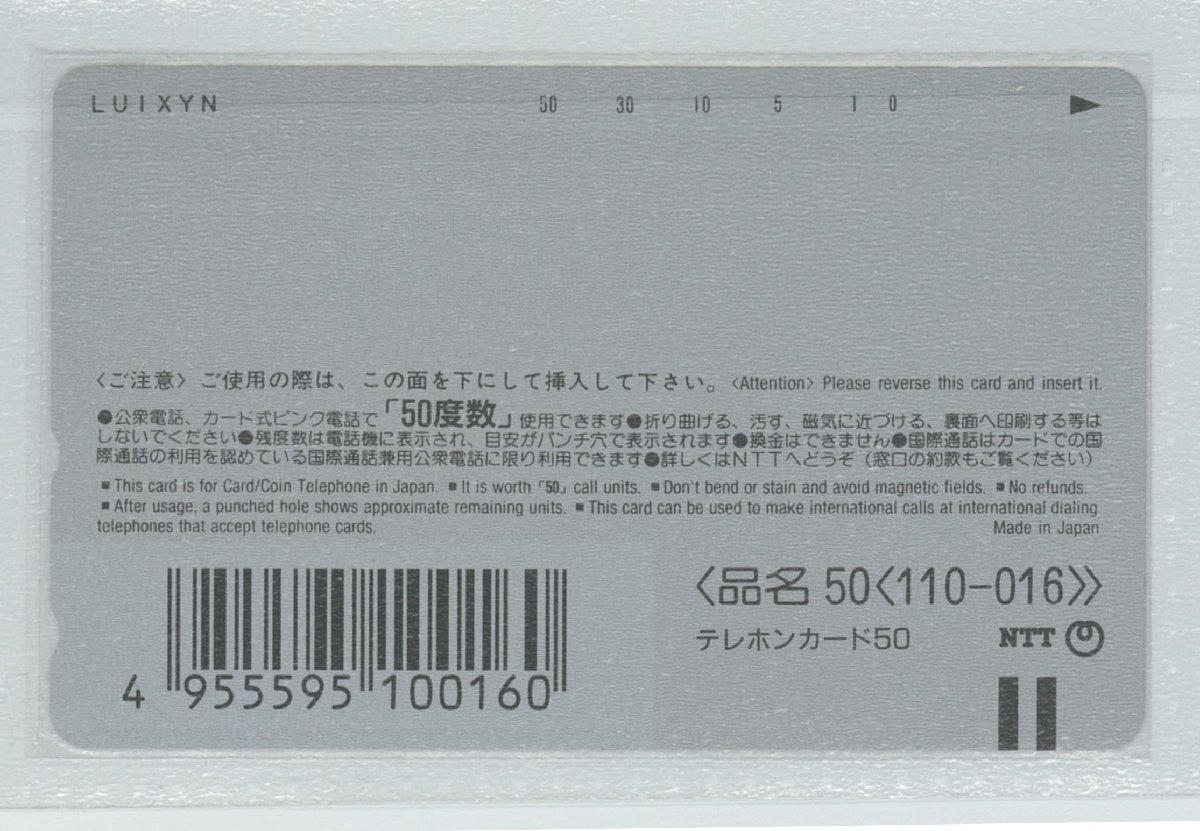 LUIXYN 50 30 10 5 1 0 ▶
〈ご注意〉ご使用の際は、この面を下にして挿入して下さい。〈Attention〉Please reverse this card and insert it.
●公衆電話、カード式ピンク電話で「50度数」使用できます●折り曲げる、汚す、磁気に近づける、裏面へ印刷する等は
しないでください●残度数は電話機に表示され、目安がパンチ穴で表示されます●換金はできません●国際通話はカードでの国
際通話の利用を認めている国際通話兼用公衆電話に限り利用できます●詳しくはNTTへどうぞ（窓口の約款もご覧ください）
■ This card is for Card/Coin Telephone in Japan. ■ It is worth「50」call units. ■ Don't bend or stain and avoid magnetic fields. ■ No refunds.
■ After usage, a punched hole shows approximate remaining units. ■ This card can be used to make international calls at international dialing
telephones that accept telephone cards. Made in Japan
〈品名 50〈110-016〉〉
テレホンカード50 NTT
4 955595 100160